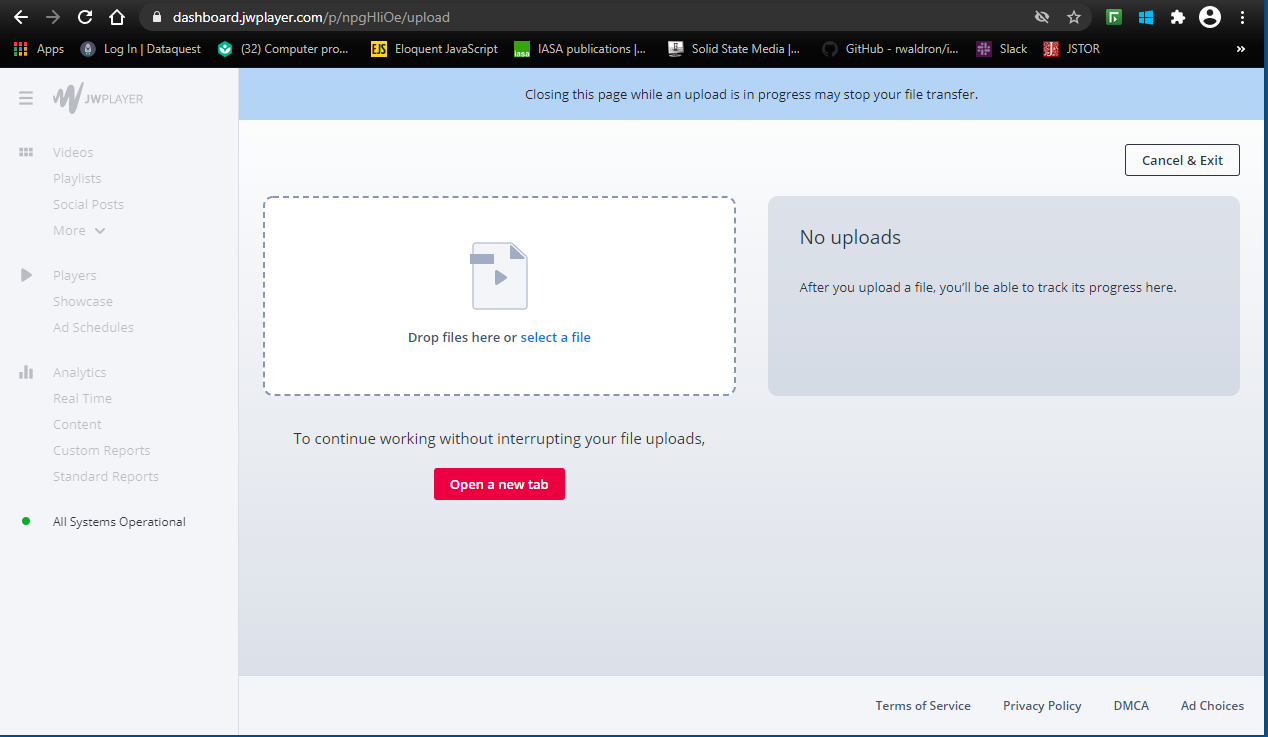 dashboard.jwplayer.com/p/npgHliOe/upload
Apps Log In | Dataquest (32) Computer pro... EJS Eloquent JavaScript iasa IASA publications |... Solid State Media |... GitHub - rwaldron/i... Slack JSTOR »
JWPLAYER
Closing this page while an upload is in progress may stop your file transfer.
Cancel & Exit
Videos
Playlists
Social Posts
More
Players
Showcase
Ad Schedules
Analytics
Real Time
Content
Custom Reports
Standard Reports
All Systems Operational
Drop files here or select a file
No uploads
After you upload a file, you’ll be able to track its progress here.
To continue working without interrupting your file uploads,
Open a new tab
Terms of Service Privacy Policy DMCA Ad Choices